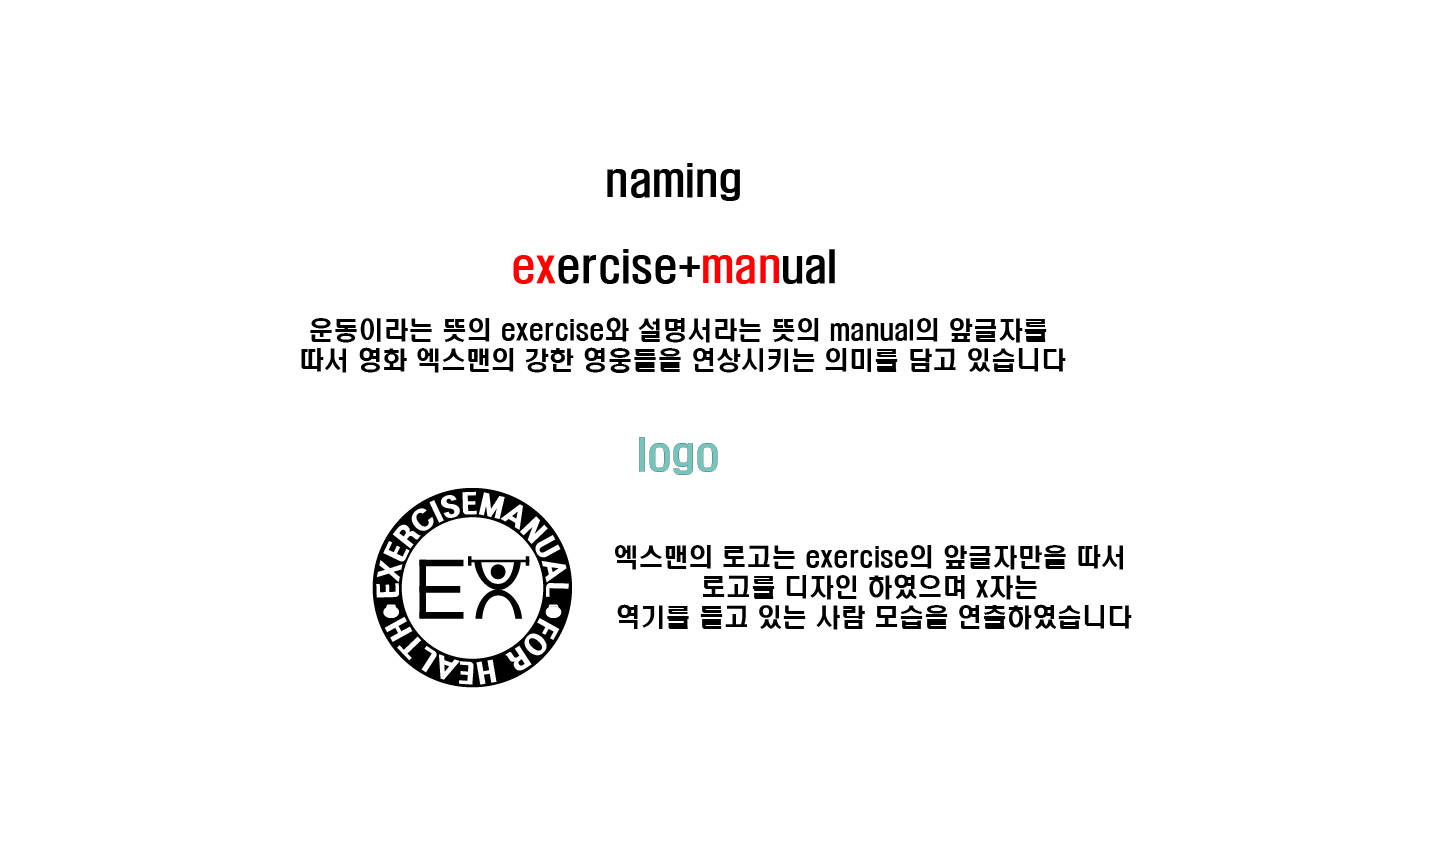 naming
exercise+manual
운동이라는 뜻의 exercise와 설명서라는 뜻의 manual의 앞글자를
따서 영화 엑스맨의 강한 영웅들을 연상시키는 의미를 담고 있습니다
logo
EXERCISEMANUAL
FOR HEALTH
EX
엑스맨의 로고는 exercise의 앞글자만을 따서
로고를 디자인 하였으며 x자는
역기를 들고 있는 사람 모습을 연출하였습니다